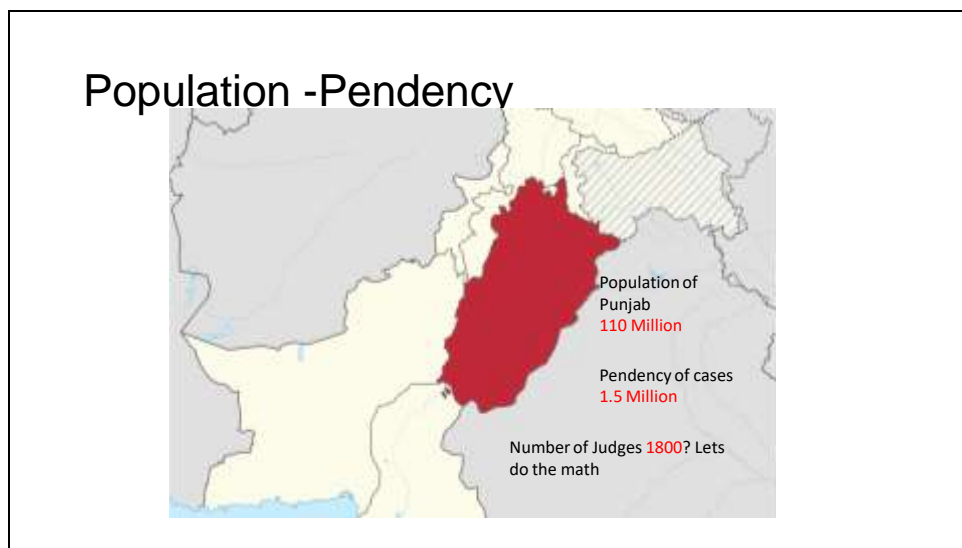 Population -Pendency
Population of
Punjab
110 Million
Pendency of cases
1.5 Million
Number of Judges 1800? Lets
do the math